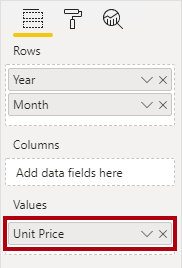 Rows
Year
Month
Columns
Add data fields here
Values
Unit Price